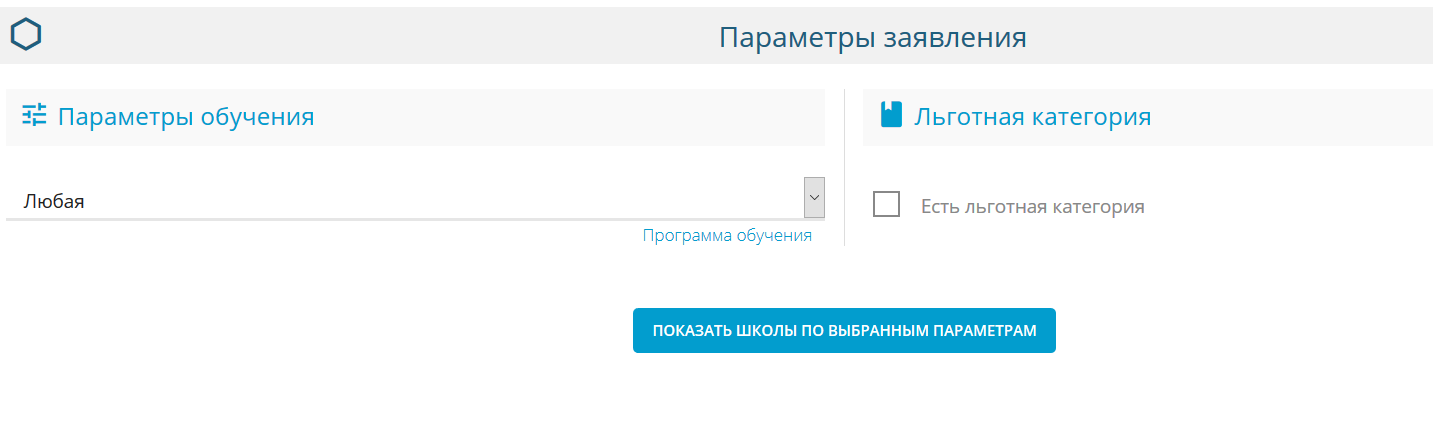 Параметры заявления
Параметры обучения
Любая
Программа обучения
Льготная категория
Есть льготная категория
ПОКАЗАТЬ ШКОЛЫ ПО ВЫБРАННЫМ ПАРАМЕТРАМ